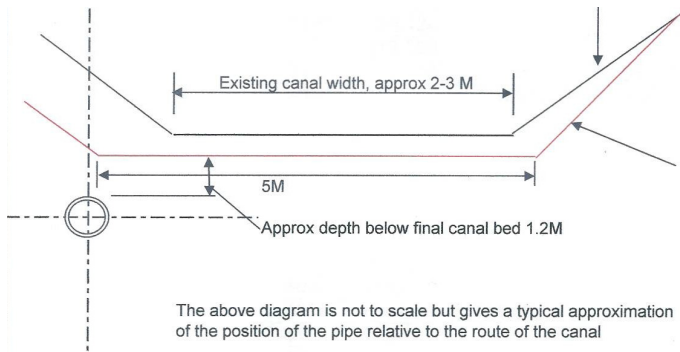 Existing canal width, approx 2-3 M
5M
Approx depth below final canal bed 1.2M
The above diagram is not to scale but gives a typical approximation
of the position of the pipe relative to the route of the canal